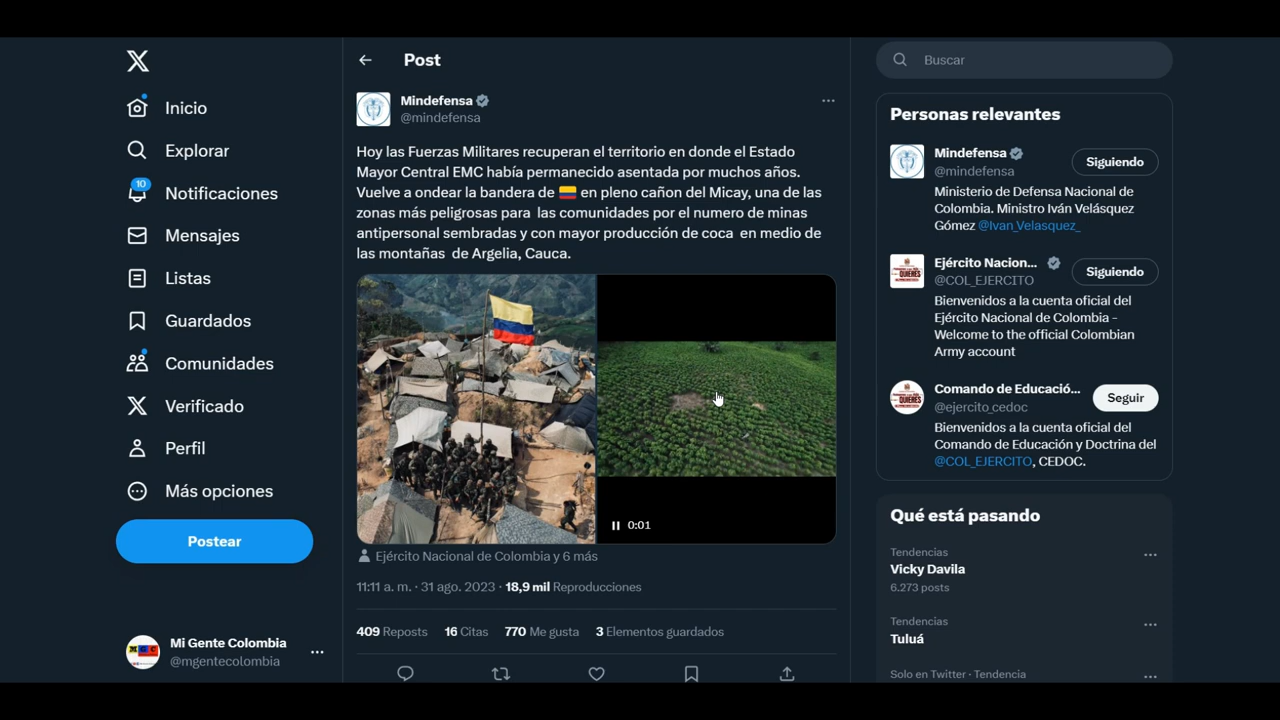 Post
Buscar
Inicio
Explorar
10
Notificaciones
Mensajes
Listas
Guardados
Comunidades
Verificado
Perfil
Más opciones
Postear
Mi Gente Colombia
@mgentecolombia
Mindefensa
@mindefensa
Hoy las Fuerzas Militares recuperan el territorio en donde el Estado
Mayor Central EMC había permanecido asentada por muchos años.
Vuelve a ondear la bandera de 🇨🇴 en pleno cañón del Micay, una de las
zonas más peligrosas para las comunidades por el numero de minas
antipersonal sembradas y con mayor producción de coca en medio de
las montañas de Argelia, Cauca.
0:01
Ejército Nacional de Colombia y 6 más
11:11 a. m. · 31 ago. 2023 · 18,9 mil Reproducciones
409 Reposts 16 Citas 770 Me gusta 3 Elementos guardados
Personas relevantes
Mindefensa
@mindefensa
Siguiendo
Ministerio de Defensa Nacional de
Colombia. Ministro Iván Velásquez
Gómez @Ivan_Velasquez_
Ejército Nacion...
@COL_EJERCITO
Siguiendo
Bienvenidos a la cuenta oficial del
Ejército Nacional de Colombia -
Welcome to the official Colombian
Army account
Comando de Educació...
@ejercito_cedoc
Seguir
Bienvenidos a la cuenta oficial del
Comando de Educación y Doctrina del
@COL_EJERCITO, CEDOC.
Qué está pasando
Tendencias
Vicky Davila
6.273 posts
Tendencias
Tuluá
Solo en Twitter · Tendencia